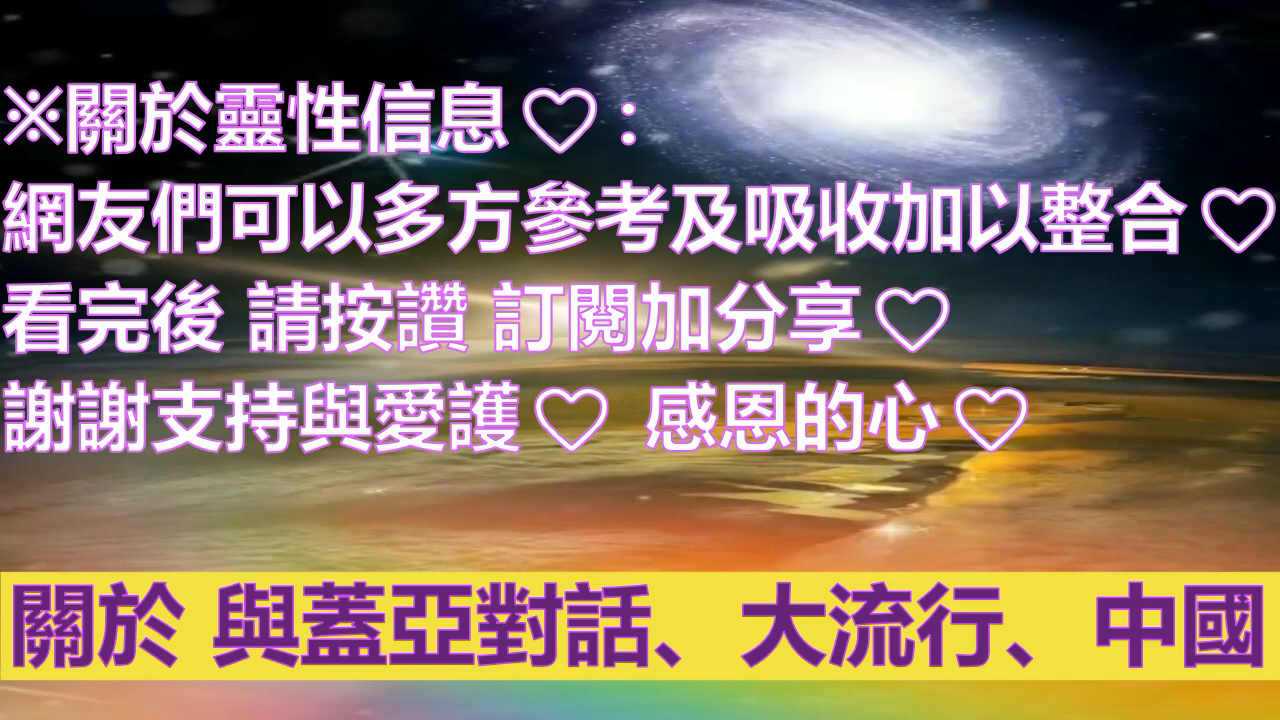 ※關於靈性信息♡：
網友們可以多方參考及吸收加以整合♡
看完後 請按讚 訂閱加分享♡
謝謝支持與愛護♡ 感恩的心♡
關於 與蓋亞對話、大流行、中國